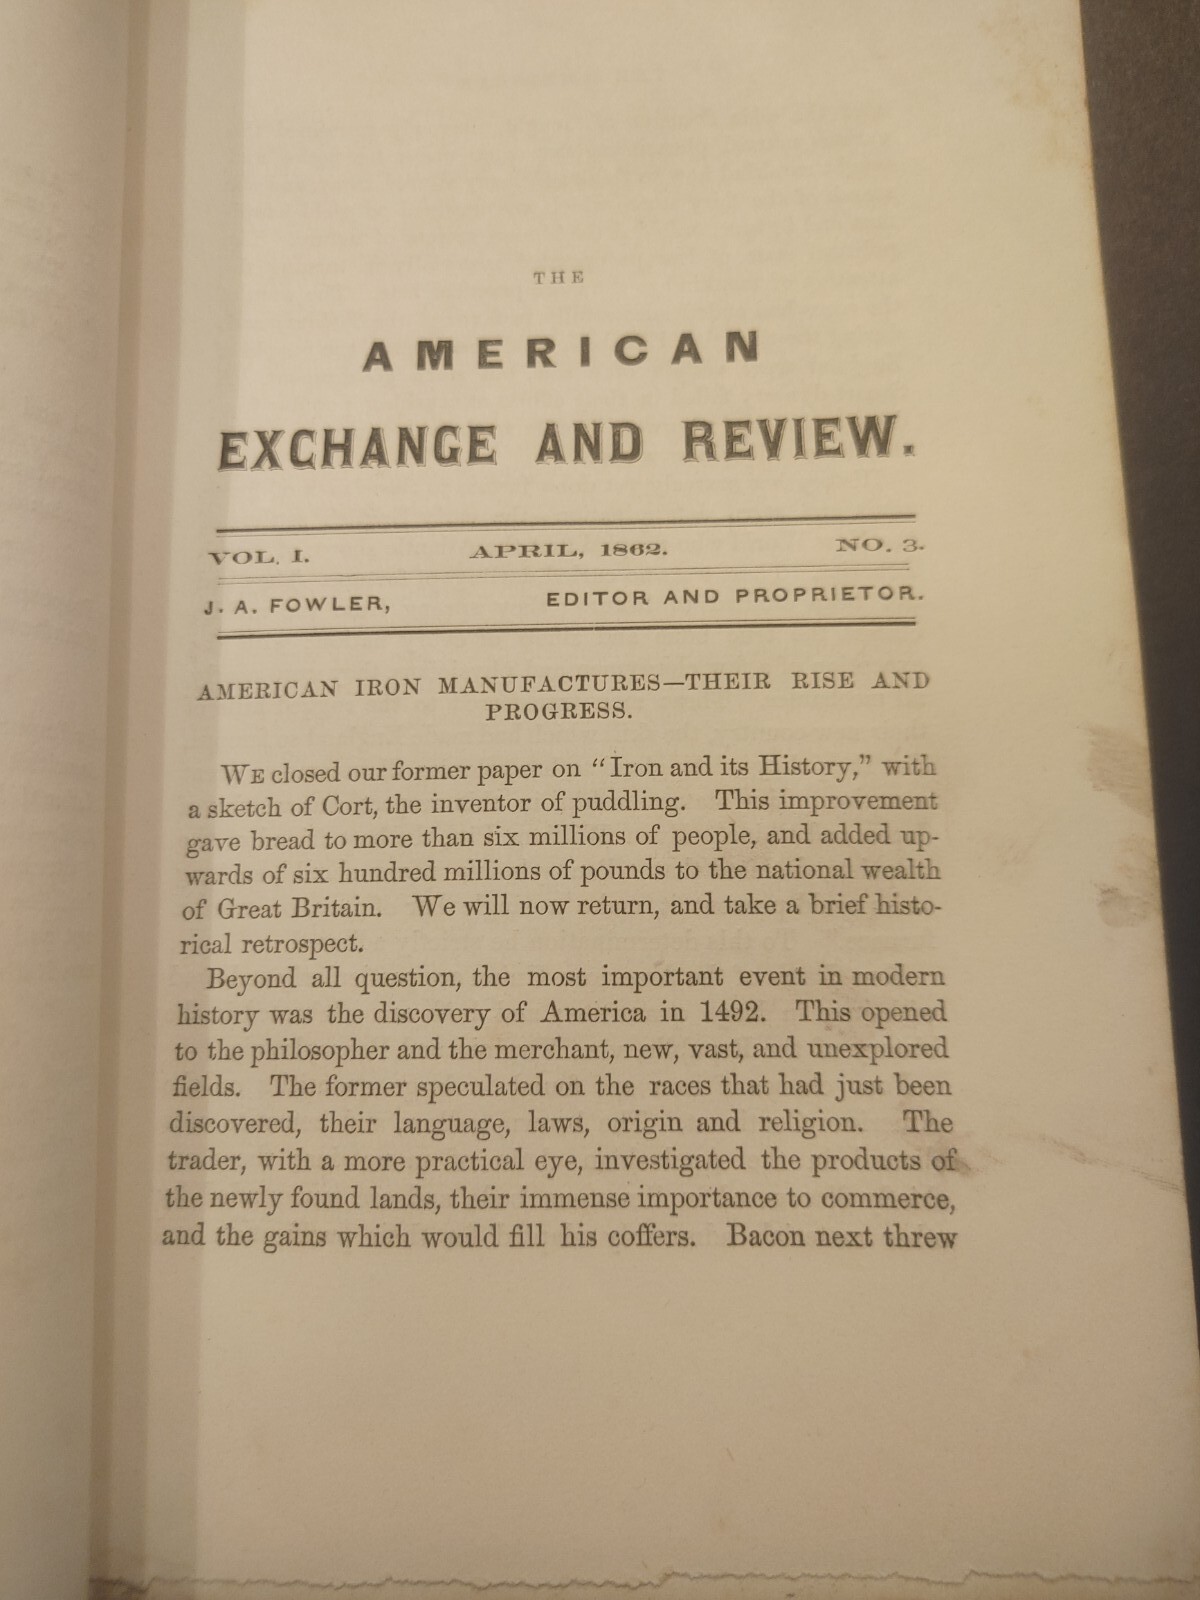 THE
AMERICAN
EXCHANGE AND REVIEW.
VOL. I. APRIL, 1862. NO. 3.
J. A. FOWLER, EDITOR AND PROPRIETOR.
AMERICAN IRON MANUFACTURES—THEIR RISE AND
PROGRESS.
WE closed our former paper on "Iron and its History," with
a sketch of Cort, the inventor of puddling. This improvement
gave bread to more than six millions of people, and added up-
wards of six hundred millions of pounds to the national wealth
of Great Britain. We will now return, and take a brief histo-
rical retrospect.
Beyond all question, the most important event in modern
history was the discovery of America in 1492. This opened
to the philosopher and the merchant, new, vast, and unexplored
fields. The former speculated on the races that had just been
discovered, their language, laws, origin and religion. The
trader, with a more practical eye, investigated the products of
the newly found lands, their immense importance to commerce,
and the gains which would fill his coffers. Bacon next threw